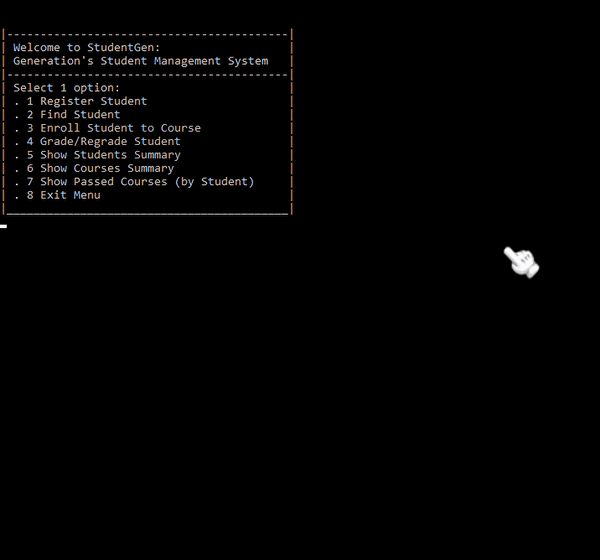 |------------------------------------------|
| Welcome to StudentGen:                   |
| Generation's Student Management System   |
|------------------------------------------|
| Select 1 option:                         |
| . 1 Register Student                     |
| . 2 Find Student                         |
| . 3 Enroll Student to Course             |
| . 4 Grade/Regrade Student                |
| . 5 Show Students Summary                |
| . 6 Show Courses Summary                 |
| . 7 Show Passed Courses (by Student)     |
| . 8 Exit Menu                            |
|__________________________________________|